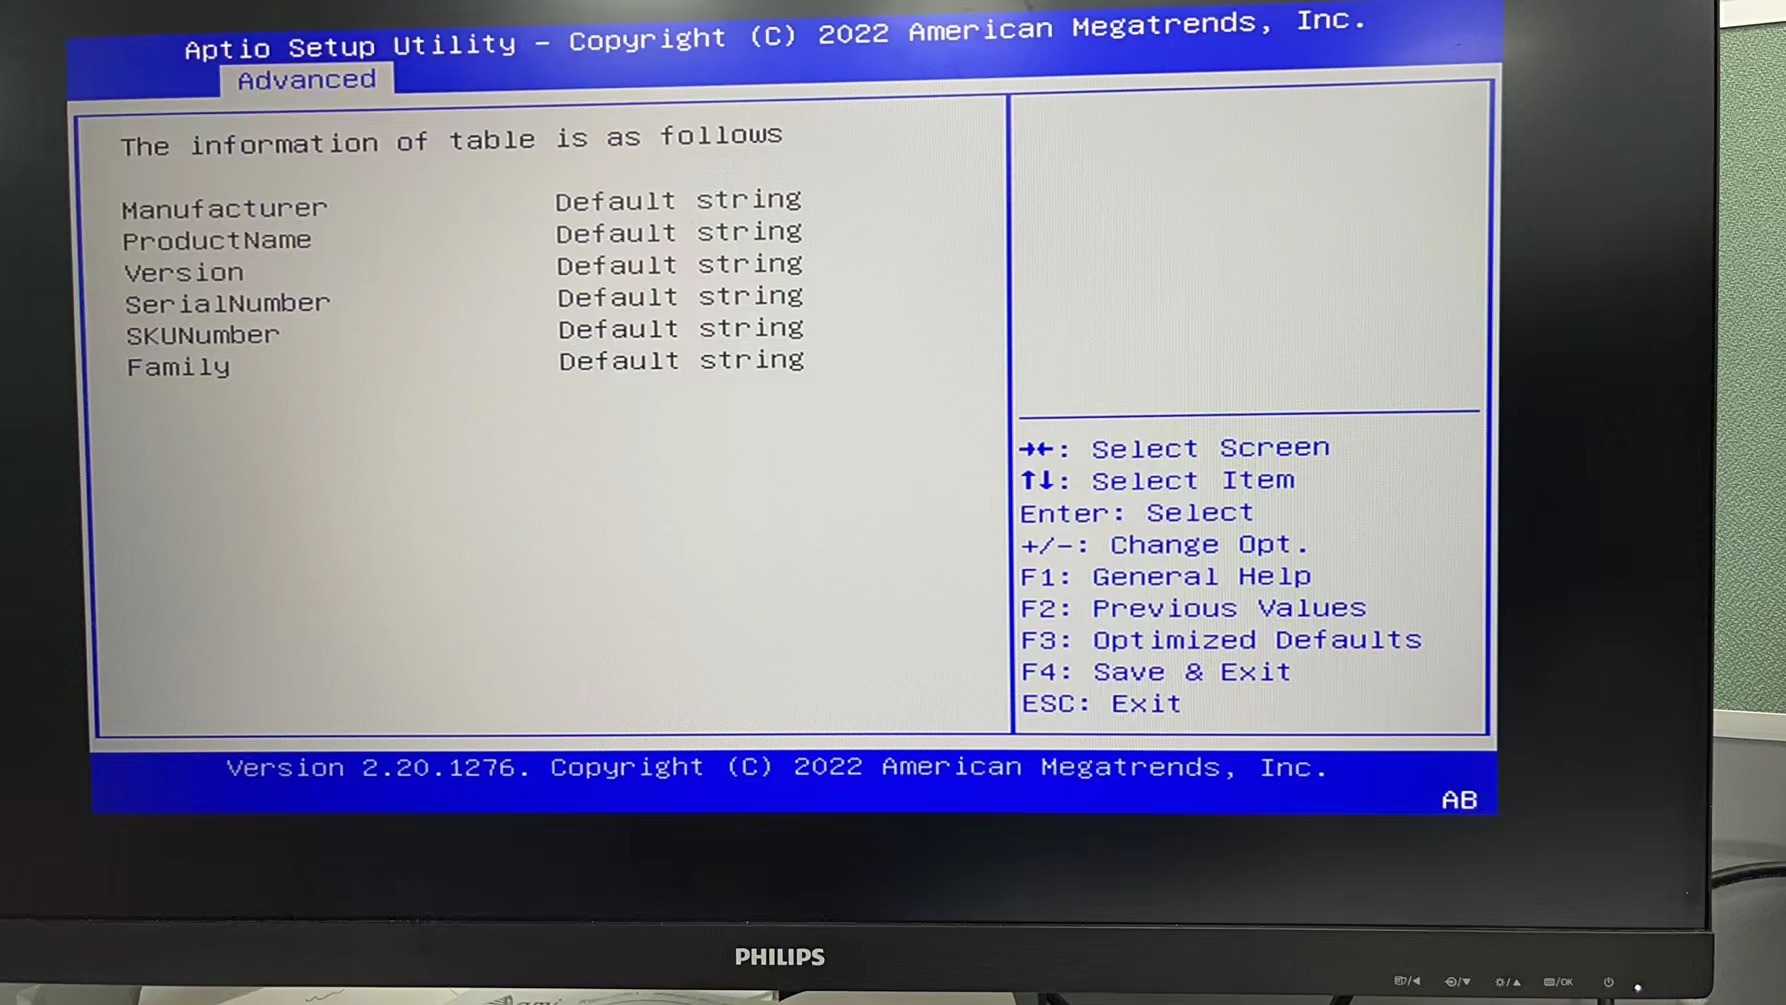 Aptio Setup Utility – Copyright (C) 2022 American Megatrends, Inc.
Advanced
The information of table is as follows
Manufacturer Default string
ProductName Default string
Version Default string
SerialNumber Default string
SKUNumber Default string
Family Default string
→←: Select Screen
↑↓: Select Item
Enter: Select
+/-: Change Opt.
F1: General Help
F2: Previous Values
F3: Optimized Defaults
F4: Save & Exit
ESC: Exit
Version 2.20.1276. Copyright (C) 2022 American Megatrends, Inc.
AB
PHILIPS
/OK